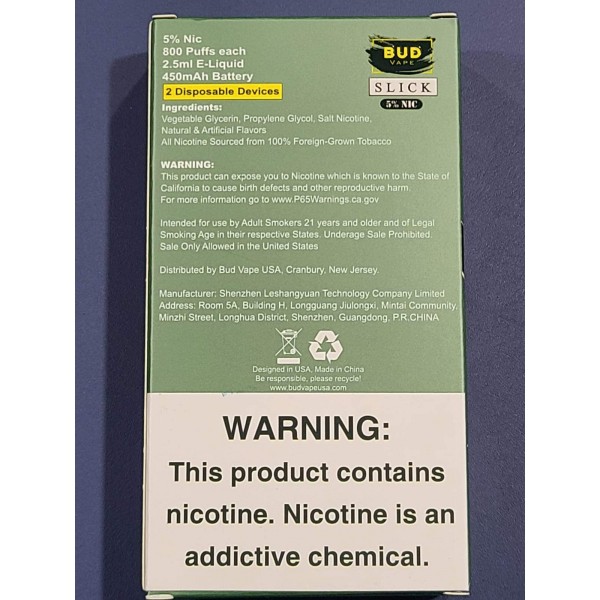 5% Nic
800 Puffs each
2.5ml E-Liquid
450mAh Battery
2 Disposable Devices
BUD
VAPE
SLICK
5% NIC
Ingredients:
Vegetable Glycerin, Propylene Glycol, Salt Nicotine,
Natural & Artificial Flavors
All Nicotine Sourced from 100% Foreign-Grown Tobacco
WARNING:
This product can expose you to Nicotine which is known to the State of
California to cause birth defects and other reproductive harm.
For more information go to www.P65Warnings.ca.gov
Intended for use by Adult Smokers 21 years and older and of Legal
Smoking Age in their respective States. Underage Sale Prohibited.
Sale Only Allowed in the United States
Distributed by Bud Vape USA, Cranbury, New Jersey.
Manufacturer: Shenzhen Leshangyuan Technology Company Limited
Address: Room 5A, Building H, Longguang Jiulongxi, Mintai Community,
Minzhi Street, Longhua District, Shenzhen, Guangdong, P.R.CHINA
Designed in USA, Made in China
Be responsible, please recycle!
www.budvapeusa.com
WARNING:
This product contains
nicotine. Nicotine is an
addictive chemical.